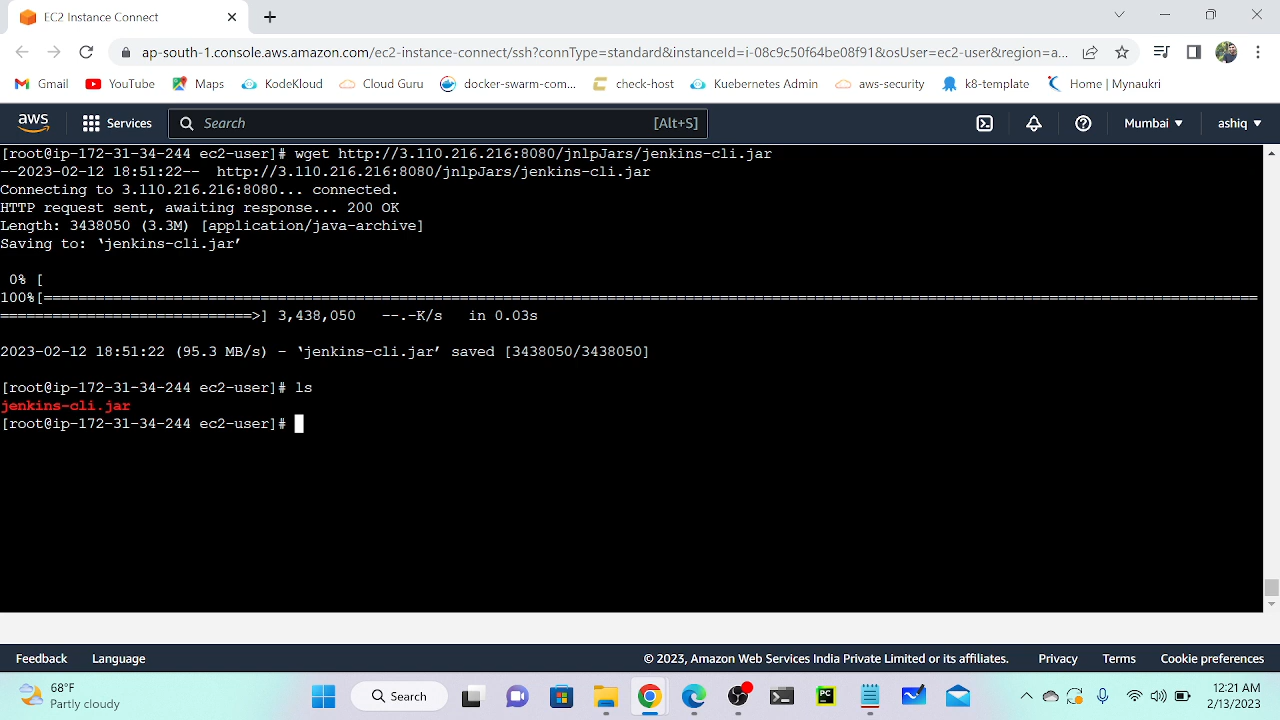 EC2 Instance Connect
ap-south-1.console.aws.amazon.com/ec2-instance-connect/ssh?connType=standard&instanceId=i-08c9c50f64be08f91&osUser=ec2-user&region=a...
Gmail YouTube Maps KodeKloud Cloud Guru docker-swarm-com... check-host Kubernetes Admin aws-security k8-template Home | Mynaukri
aws Services Search [Alt+S] Mumbai ashiq
[root@ip-172-31-34-244 ec2-user]# wget http://3.110.216.216:8080/jnlpJars/jenkins-cli.jar
--2023-02-12 18:51:22-- http://3.110.216.216:8080/jnlpJars/jenkins-cli.jar
Connecting to 3.110.216.216:8080... connected.
HTTP request sent, awaiting response... 200 OK
Length: 3438050 (3.3M) [application/java-archive]
Saving to: ‘jenkins-cli.jar’
0% [
100%[============================================================================================================================================
=============================>] 3,438,050 --.-K/s in 0.03s
2023-02-12 18:51:22 (95.3 MB/s) - ‘jenkins-cli.jar’ saved [3438050/3438050]
[root@ip-172-31-34-244 ec2-user]# ls
jenkins-cli.jar
[root@ip-172-31-34-244 ec2-user]#
Feedback Language © 2023, Amazon Web Services India Private Limited or its affiliates. Privacy Terms Cookie preferences
68°F
Partly cloudy
Search
PC
12:21 AM
2/13/2023